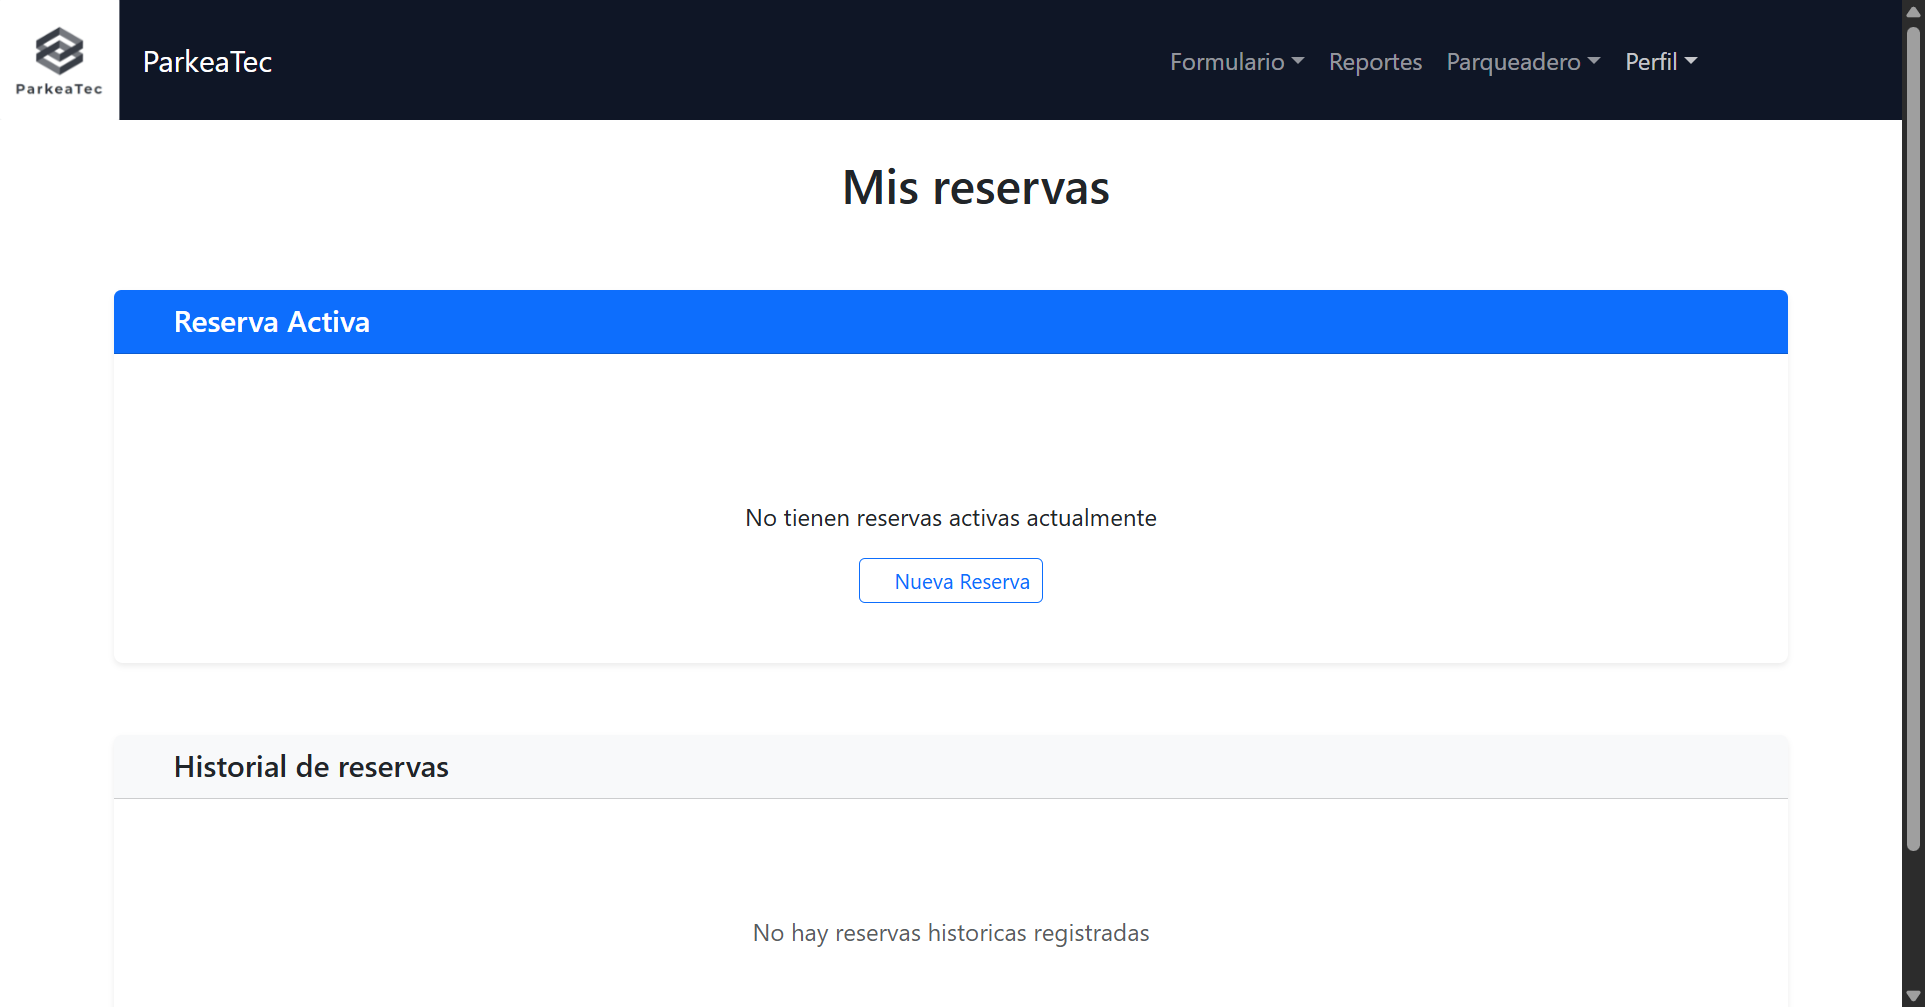 ParkeaTec
ParkeaTec
Formulario
Reportes
Parqueadero
Perfil
Mis reservas
Reserva Activa
No tienen reservas activas actualmente
Nueva Reserva
Historial de reservas
No hay reservas historicas registradas